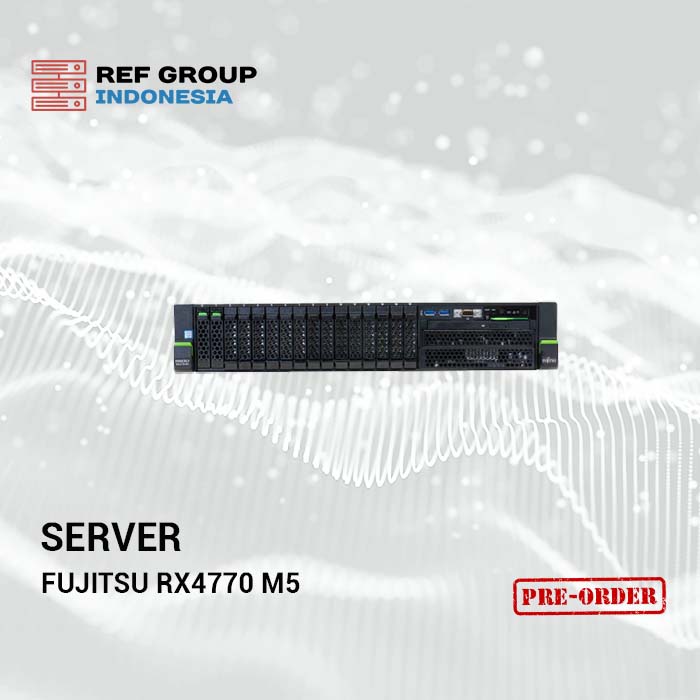 REF GROUP
INDONESIA
SERVER
FUJITSU RX4770 M5
PRE-ORDER